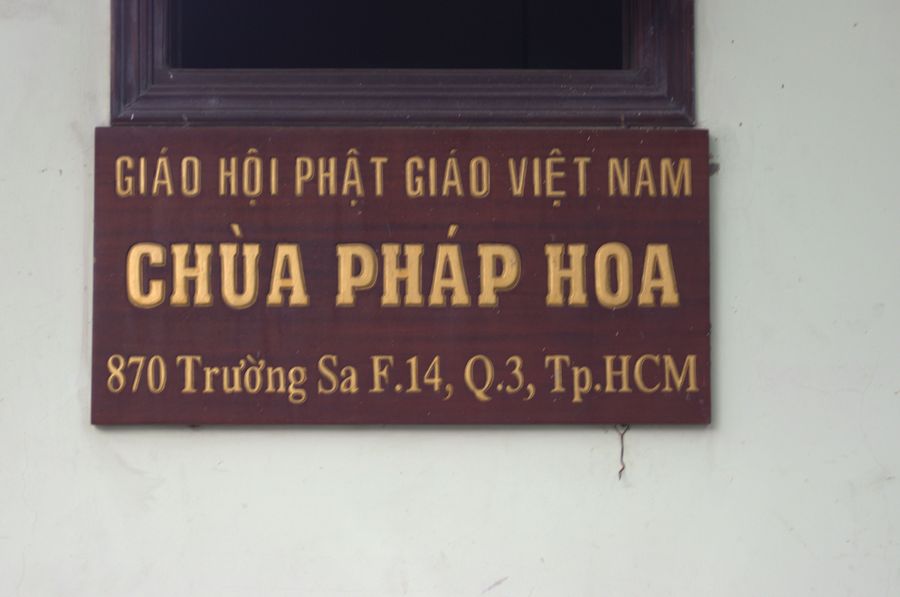 GIÁO HỘI PHẬT GIÁO VIỆT NAM
CHÙA PHÁP HOA
870 Trường Sa F.14, Q.3, Tp.HCM